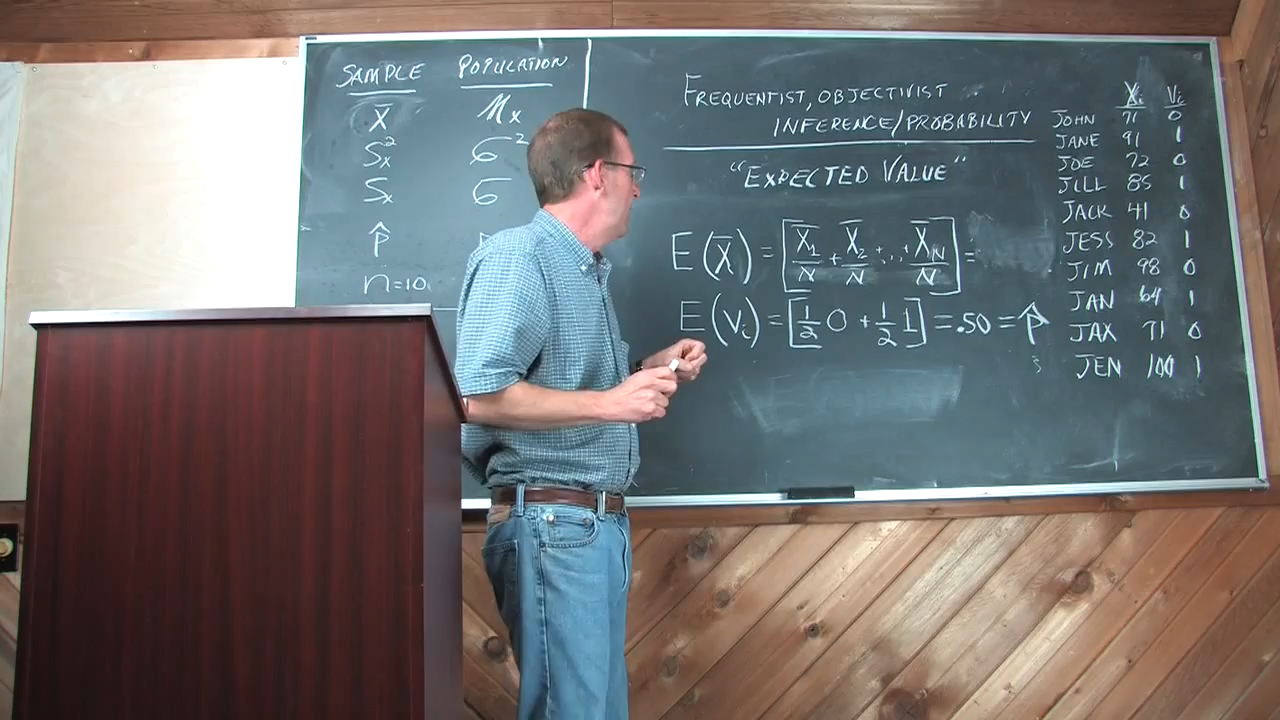 SAMPLE POPULATION
X̄ Mx
Sx² σ²
Sx σ
p̂
n=10
FREQUENTIST, OBJECTIVIST
INFERENCE/PROBABILITY
"EXPECTED VALUE"
E(X̄) = [X̄1/N + X̄2/N + ... + X̄N/N] =
E(Vi) = [1/2 0 + 1/2 1] = .50 = p̂
Xi Vi
JOHN 71 0
JANE 91 1
JOE 72 0
JILL 85 1
JACK 41 0
JESS 82 1
JIM 98 0
JAN 64 1
JAX 71 0
JEN 100 1